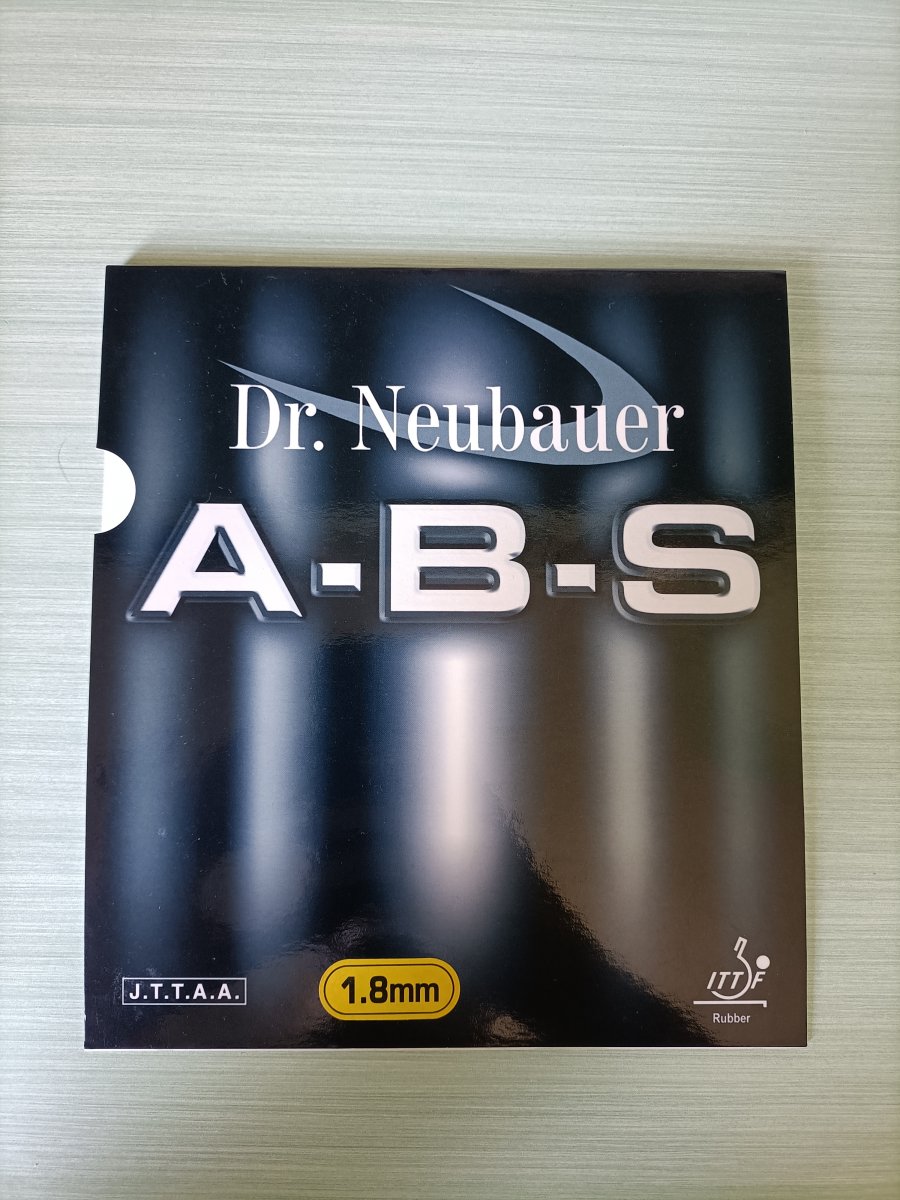 Dr. Neubauer
A-B-S
J.T.T.A.A.
1.8mm
ITTF
Rubber